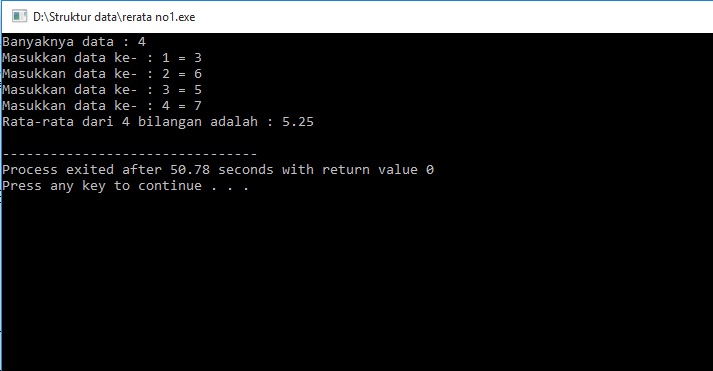 D:\Struktur data\rerata no1.exe
Banyaknya data : 4
Masukkan data ke- : 1 = 3
Masukkan data ke- : 2 = 6
Masukkan data ke- : 3 = 5
Masukkan data ke- : 4 = 7
Rata-rata dari 4 bilangan adalah : 5.25
--------------------------------
Process exited after 50.78 seconds with return value 0
Press any key to continue . . .